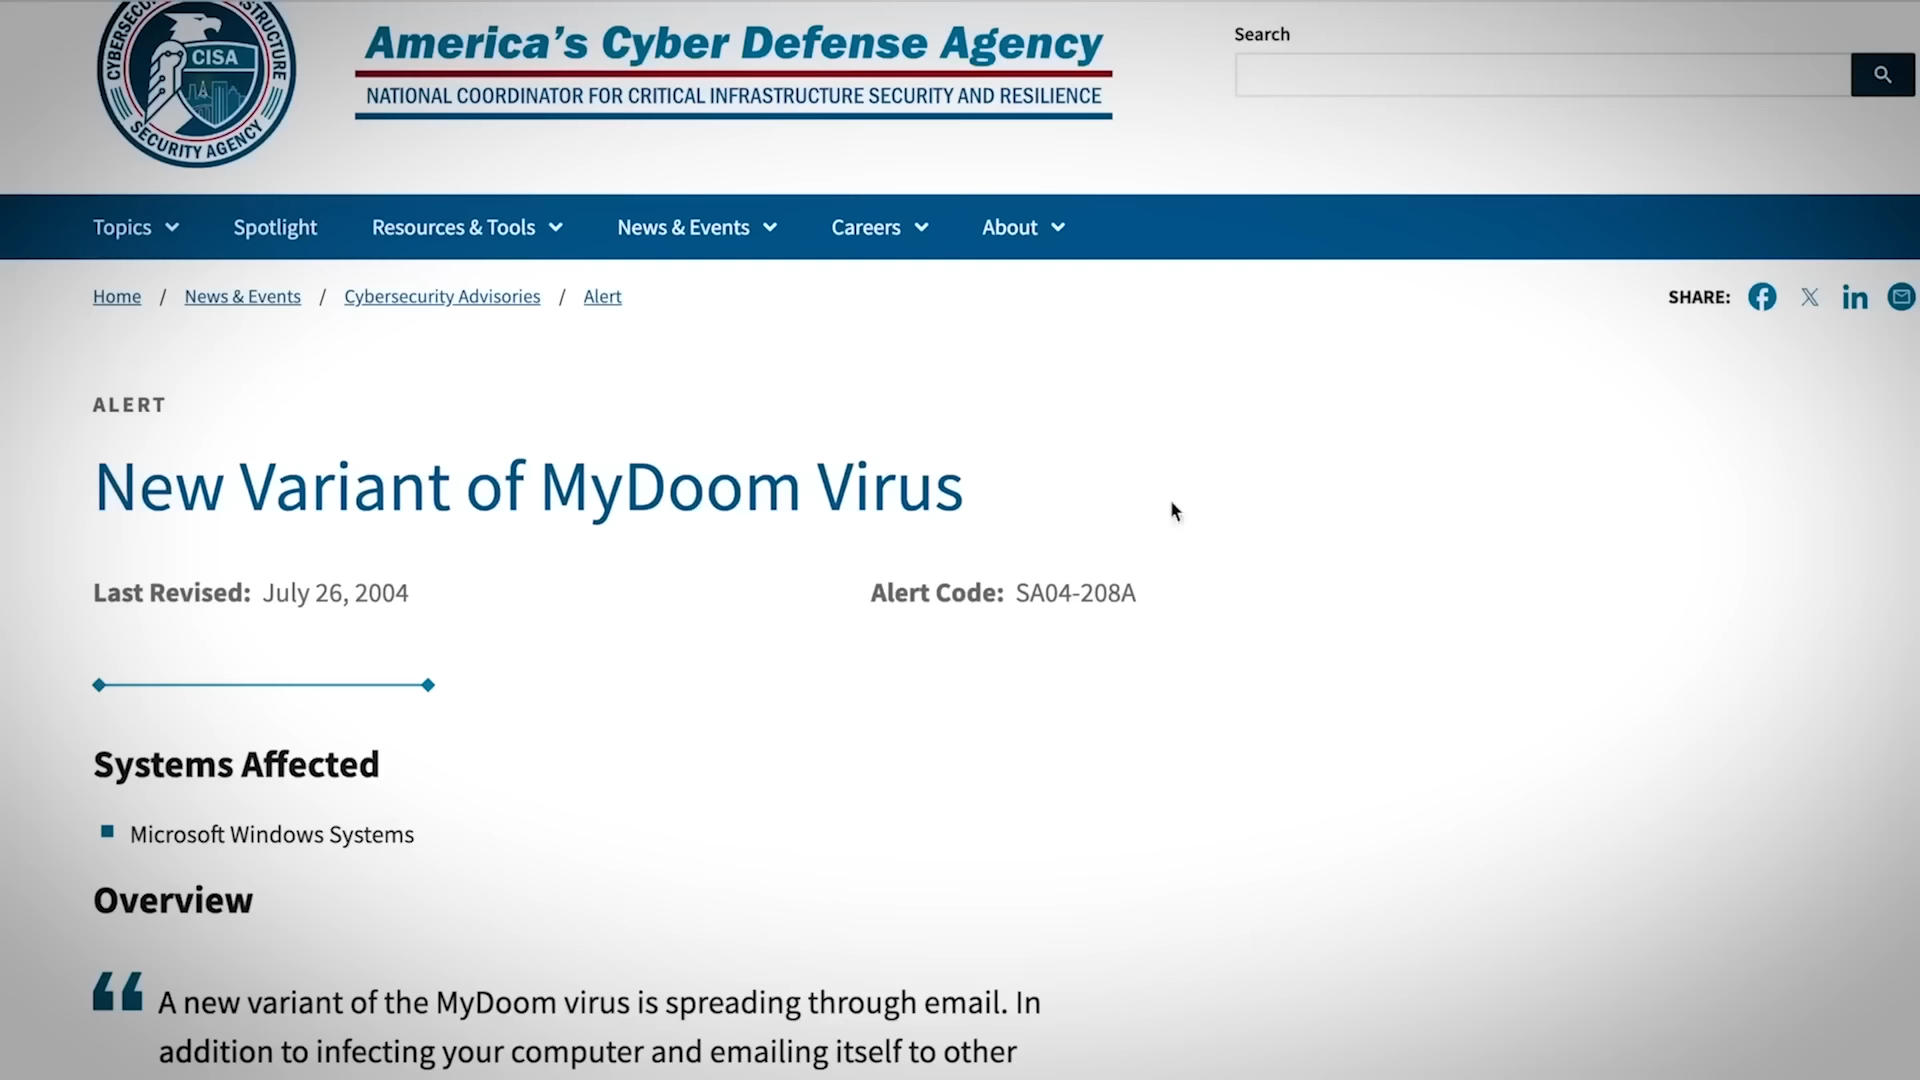 CYBERSEC
STRUCTURE
CISA
SECURITY AGENCY
America's Cyber Defense Agency
NATIONAL COORDINATOR FOR CRITICAL INFRASTRUCTURE SECURITY AND RESILIENCE
Search
Topics Spotlight Resources & Tools News & Events Careers About
Home / News & Events / Cybersecurity Advisories / Alert
SHARE:
ALERT
New Variant of MyDoom Virus
Last Revised: July 26, 2004 Alert Code: SA04-208A
Systems Affected
Microsoft Windows Systems
Overview
“ A new variant of the MyDoom virus is spreading through email. In
addition to infecting your computer and emailing itself to other